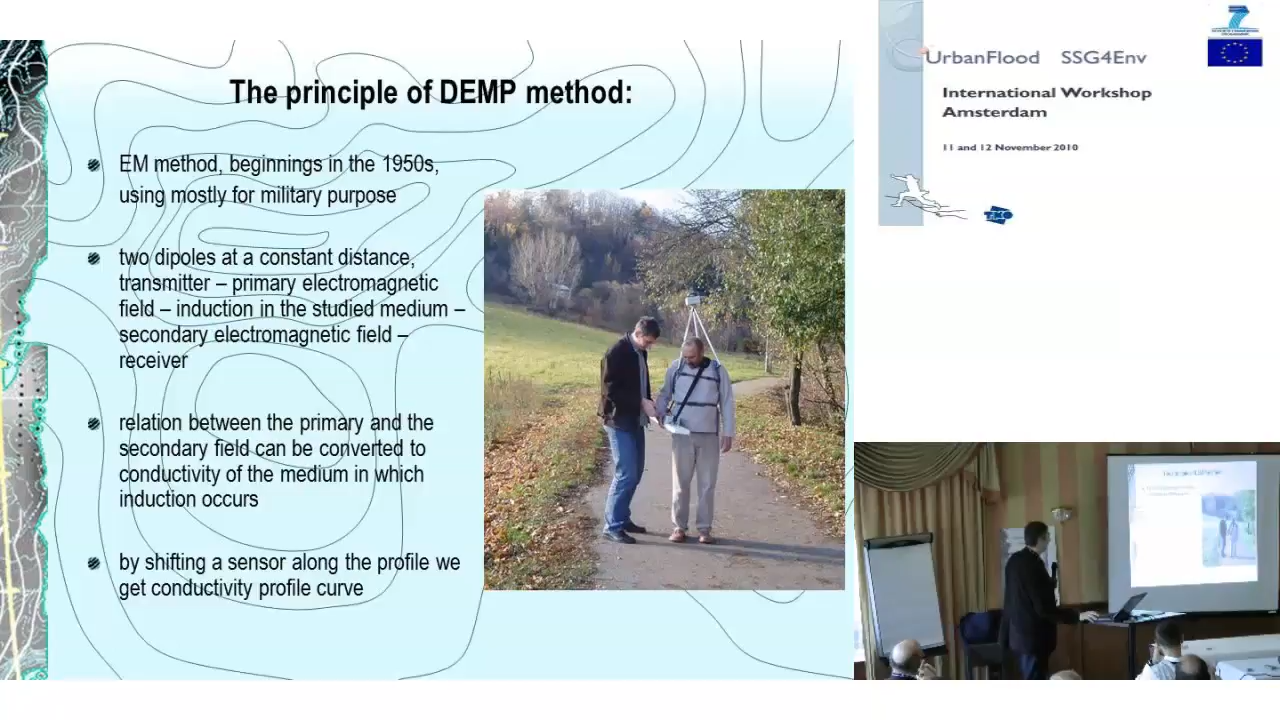 The principle of DEMP method:
EM method, beginnings in the 1950s,
using mostly for military purpose
two dipoles at a constant distance,
transmitter – primary electromagnetic
field – induction in the studied medium –
secondary electromagnetic field –
receiver
relation between the primary and the
secondary field can be converted to
conductivity of the medium in which
induction occurs
by shifting a sensor along the profile we
get conductivity profile curve
UrbanFlood SSG4Env
International Workshop
Amsterdam
11 and 12 November 2010